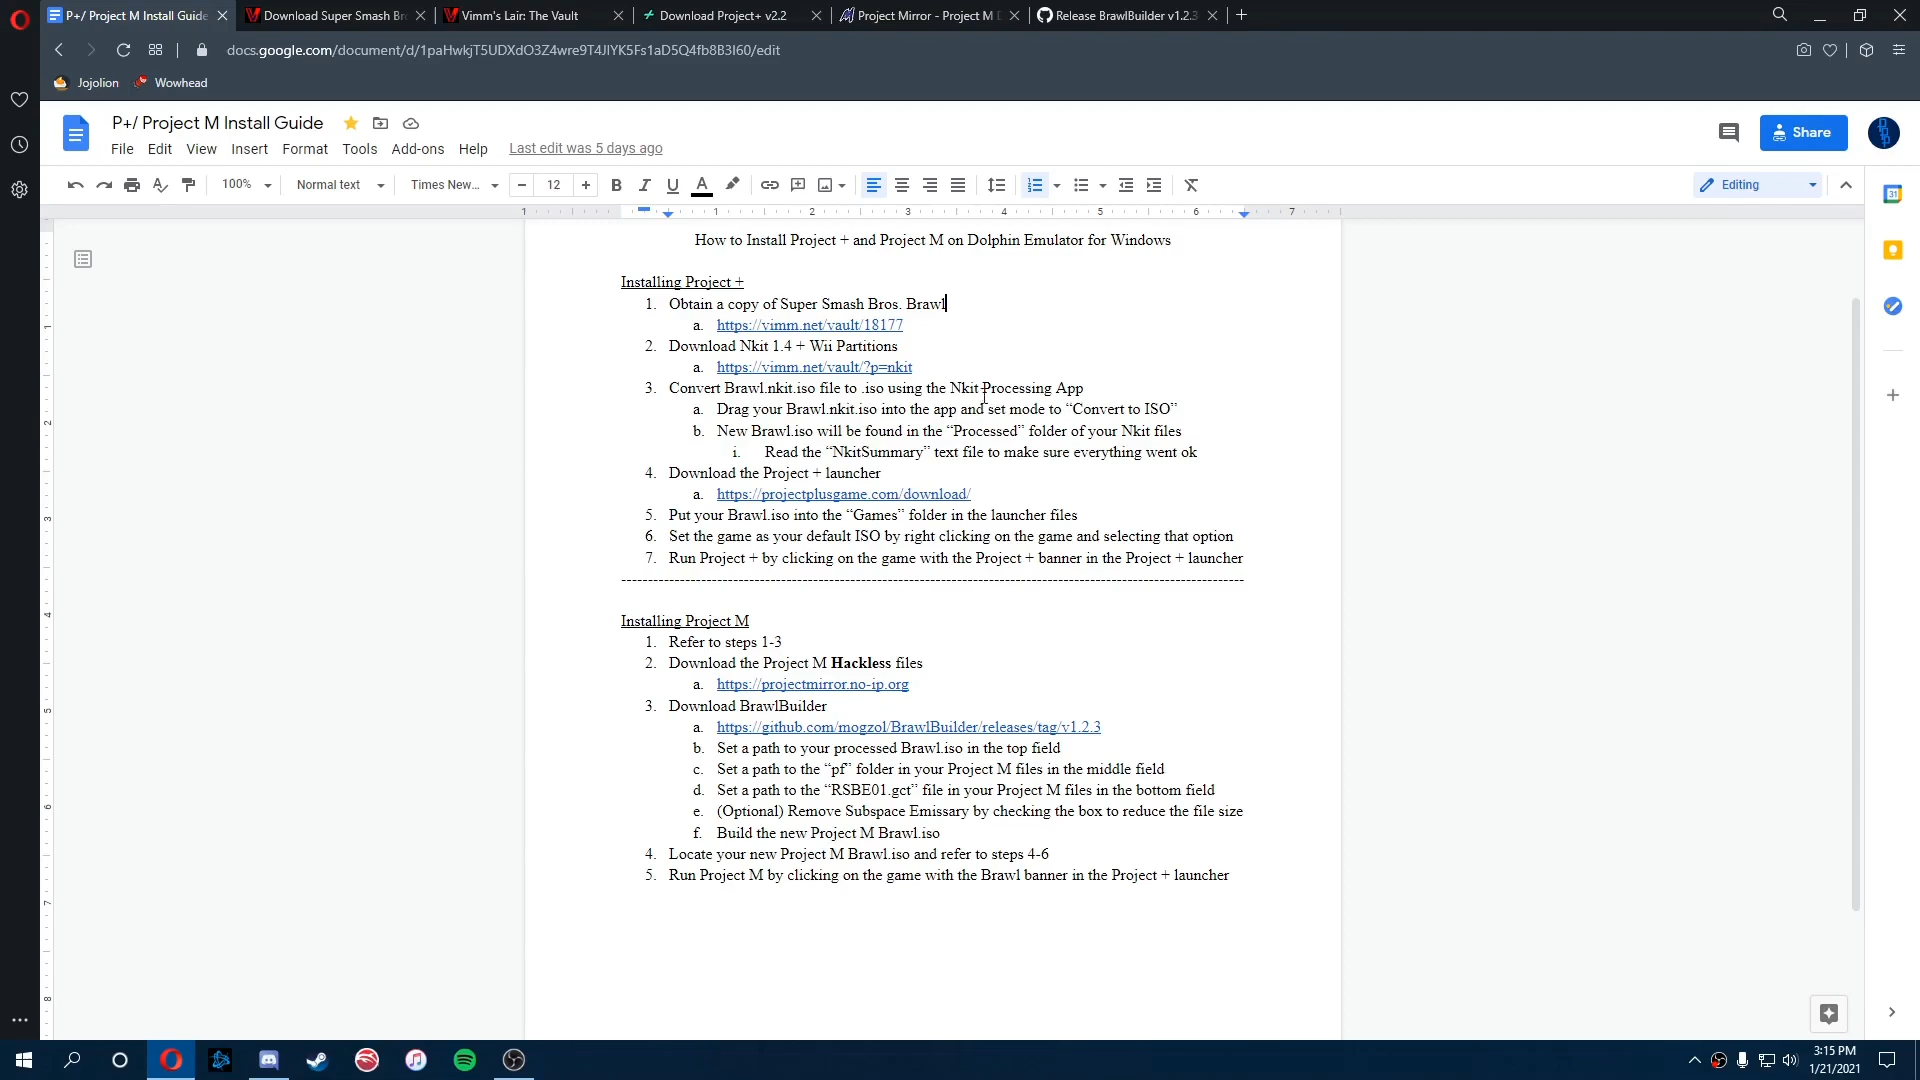 P+/ Project M Install Guide
Download Super Smash Br
Vimm's Lair: The Vault
Download Project+ v2.2
Project Mirror - Project M D
Release BrawlBuilder v1.2.3
docs.google.com/document/d/1paHwkjT5UDXdO3Z4wre9T4JIYK5Fs1aD5Q4fb8B3I60/edit
Jojolion
Wowhead
P+/ Project M Install Guide
File Edit View Insert Format Tools Add-ons Help Last edit was 5 days ago
Share
100% Normal text Times New... 12 Editing
1 1 2 3 4 5 6 7
How to Install Project + and Project M on Dolphin Emulator for Windows
Installing Project +
1. Obtain a copy of Super Smash Bros. Brawl
a. https://vimm.net/vault/18177
2. Download Nkit 1.4 + Wii Partitions
a. https://vimm.net/vault/?p=nkit
3. Convert Brawl.nkit.iso file to .iso using the Nkit Processing App
a. Drag your Brawl.nkit.iso into the app and set mode to “Convert to ISO”
b. New Brawl.iso will be found in the “Processed” folder of your Nkit files
i. Read the “NkitSummary” text file to make sure everything went ok
4. Download the Project + launcher
a. https://projectplusgame.com/download/
5. Put your Brawl.iso into the “Games” folder in the launcher files
6. Set the game as your default ISO by right clicking on the game and selecting that option
7. Run Project + by clicking on the game with the Project + banner in the Project + launcher
Installing Project M
1. Refer to steps 1-3
2. Download the Project M Hackless files
a. https://projectmirror.no-ip.org
3. Download BrawlBuilder
a. https://github.com/mogzol/BrawlBuilder/releases/tag/v1.2.3
b. Set a path to your processed Brawl.iso in the top field
c. Set a path to the “pf” folder in your Project M files in the middle field
d. Set a path to the “RSBE01.gct” file in your Project M files in the bottom field
e. (Optional) Remove Subspace Emissary by checking the box to reduce the file size
f. Build the new Project M Brawl.iso
4. Locate your new Project M Brawl.iso and refer to steps 4-6
5. Run Project M by clicking on the game with the Brawl banner in the Project + launcher
1
2
3
4
5
6
7
8
31
3:15 PM
1/21/2021